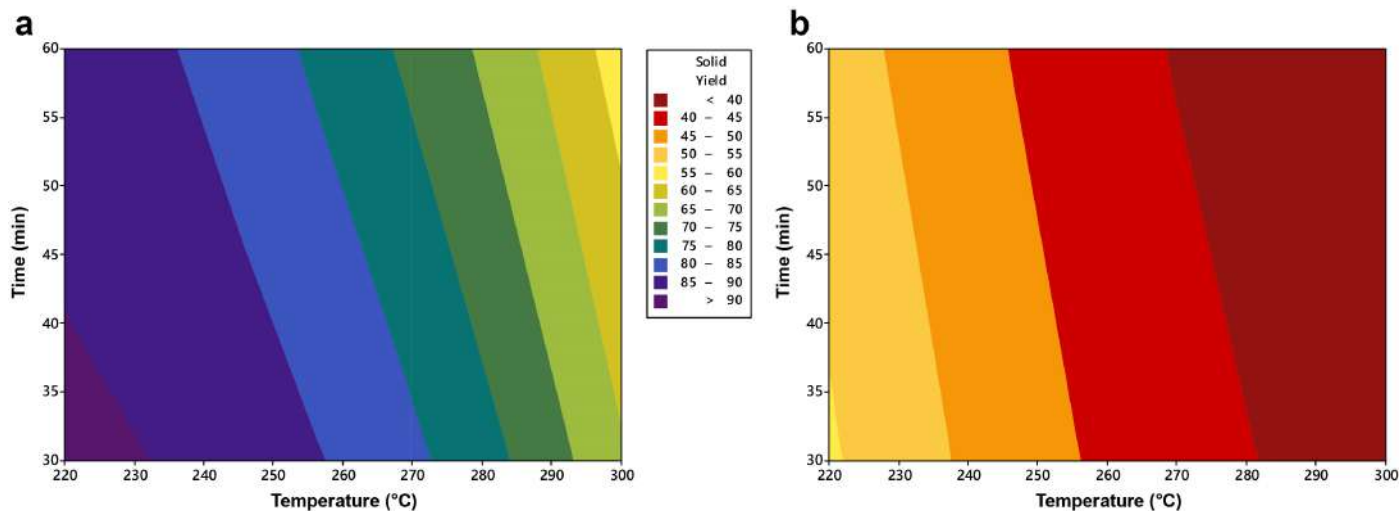 a
60
55
50
45
40
35
30
Time (min)
220 230 240 250 260 270 280 290 300
Temperature (°C)
Solid
Yield
< 40
40 – 45
45 – 50
50 – 55
55 – 60
60 – 65
65 – 70
70 – 75
75 – 80
80 – 85
85 – 90
> 90
b
60
55
50
45
40
35
30
Time (min)
220 230 240 250 260 270 280 290 300
Temperature (°C)